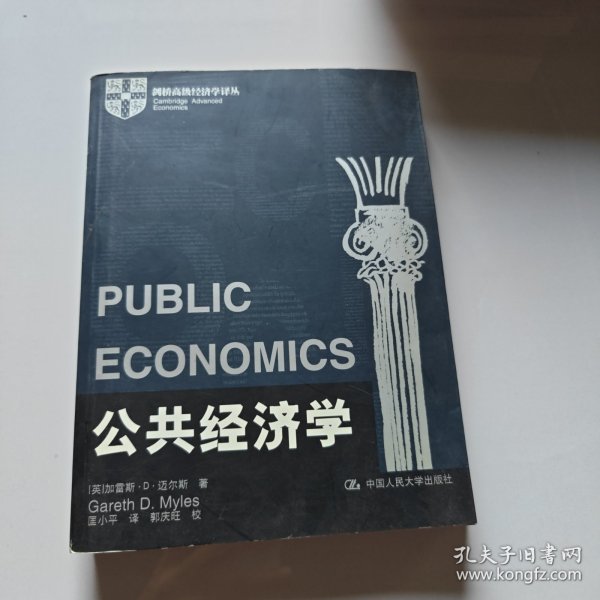 剑桥高级经济学译丛
Cambridge Advanced
Economics
PUBLIC
ECONOMICS
公共经济学
[英]加雷斯·D·迈尔斯 著
Gareth D. Myles
匡小平 译 郭庆旺 校
中国人民大学出版社
孔夫子旧书网
www.kongfz.com